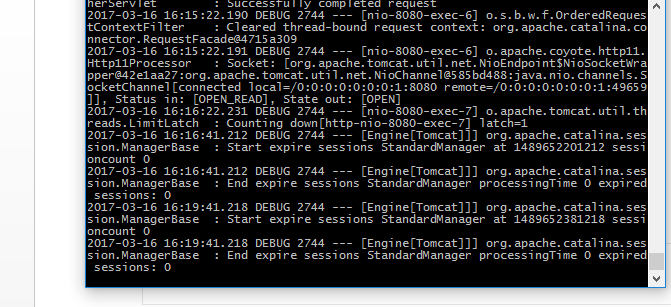 herServlet        : Successfully completed request
2017-03-16 16:15:22.190 DEBUG 2744 --- [nio-8080-exec-6] o.s.b.w.f.OrderedReques
tContextFilter    : Cleared thread-bound request context: org.apache.catalina.co
nnector.RequestFacade@4715a309
2017-03-16 16:15:22.191 DEBUG 2744 --- [nio-8080-exec-6] o.apache.coyote.http11.
Http11Processor   : Socket: [org.apache.tomcat.util.net.NioEndpoint$NioSocketWra
pper@42e1aa27:org.apache.tomcat.util.net.NioChannel@585bd488:java.nio.channels.S
ocketChannel[connected local=/0:0:0:0:0:0:0:1:8080 remote=/0:0:0:0:0:0:0:1:49659
]], Status in: [OPEN_READ], State out: [OPEN]
2017-03-16 16:16:22.231 DEBUG 2744 --- [nio-8080-exec-7] o.apache.tomcat.util.th
reads.LimitLatch  : Counting down[http-nio-8080-exec-7] latch=1
2017-03-16 16:16:41.212 DEBUG 2744 --- [Engine[Tomcat]]] org.apache.catalina.ses
sion.ManagerBase  : Start expire sessions StandardManager at 1489652201212 sessi
oncount 0
2017-03-16 16:16:41.212 DEBUG 2744 --- [Engine[Tomcat]]] org.apache.catalina.ses
sion.ManagerBase  : End expire sessions StandardManager processingTime 0 expired
 sessions: 0
2017-03-16 16:19:41.218 DEBUG 2744 --- [Engine[Tomcat]]] org.apache.catalina.ses
sion.ManagerBase  : Start expire sessions StandardManager at 1489652381218 sessi
oncount 0
2017-03-16 16:19:41.218 DEBUG 2744 --- [Engine[Tomcat]]] org.apache.catalina.ses
sion.ManagerBase  : End expire sessions StandardManager processingTime 0 expired
 sessions: 0